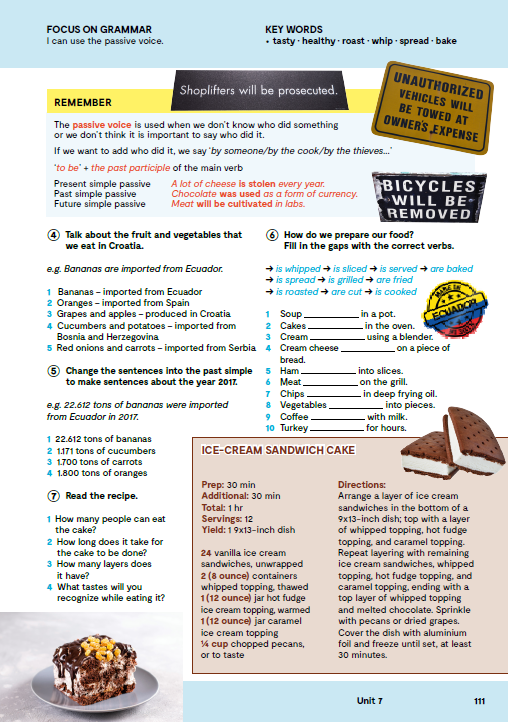 FOCUS ON GRAMMAR
I can use the passive voice.
KEY WORDS
• tasty · healthy · roast · whip · spread · bake
Shoplifters will be prosecuted.
UNAUTHORIZED
VEHICLES WILL
BE TOWED AT
OWNER'S EXPENSE
REMEMBER
The passive voice is used when we don't know who did something
or we don't think it is important to say who did it.
If we want to add who did it, we say 'by someone/by the cook/by the thieves...'
'to be' + the past participle of the main verb
Present simple passive A lot of cheese is stolen every year.
Past simple passive Chocolate was used as a form of currency.
Future simple passive Meat will be cultivated in labs.
BICYCLES
WILL BE
REMOVED
4 Talk about the fruit and vegetables that
we eat in Croatia.
e.g. Bananas are imported from Ecuador.
1 Bananas – imported from Ecuador
2 Oranges – imported from Spain
3 Grapes and apples – produced in Croatia
4 Cucumbers and potatoes – imported from
Bosnia and Herzegovina
5 Red onions and carrots – imported from Serbia
5 Change the sentences into the past simple
to make sentences about the year 2017.
e.g. 22.612 tons of bananas were imported
from Ecuador in 2017.
1 22.612 tons of bananas
2 1.171 tons of cucumbers
3 1.700 tons of carrots
4 1.800 tons of oranges
7 Read the recipe.
1 How many people can eat
the cake?
2 How long does it take for
the cake to be done?
3 How many layers does
it have?
4 What tastes will you
recognize while eating it?
6 How do we prepare our food?
Fill in the gaps with the correct verbs.
→ is whipped → is sliced → is served → are baked
→ is spread → is grilled → are fried
→ is roasted → are cut → is cooked
MADE IN
ECUADOR
1 Soup __________ in a pot.
2 Cakes __________ in the oven.
3 Cream __________ using a blender.
4 Cream cheese __________ on a piece of
bread.
5 Ham __________ into slices.
6 Meat __________ on the grill.
7 Chips __________ in deep frying oil.
8 Vegetables __________ into pieces.
9 Coffee __________ with milk.
10 Turkey __________ for hours.
ICE-CREAM SANDWICH CAKE
Prep: 30 min
Additional: 30 min
Total: 1 hr
Servings: 12
Yield: 1 9x13-inch dish
24 vanilla ice cream
sandwiches, unwrapped
2 (8 ounce) containers
whipped topping, thawed
1 (12 ounce) jar hot fudge
ice cream topping, warmed
1 (12 ounce) jar caramel
ice cream topping
¼ cup chopped pecans,
or to taste
Directions:
Arrange a layer of ice cream
sandwiches in the bottom of a
9x13-inch dish; top with a layer
of whipped topping, hot fudge
topping, and caramel topping.
Repeat layering with remaining
ice cream sandwiches, whipped
topping, hot fudge topping, and
caramel topping, ending with a
top layer of whipped topping
and melted chocolate. Sprinkle
with pecans or dried grapes.
Cover the dish with aluminium
foil and freeze until set, at least
30 minutes.
Unit 7 111